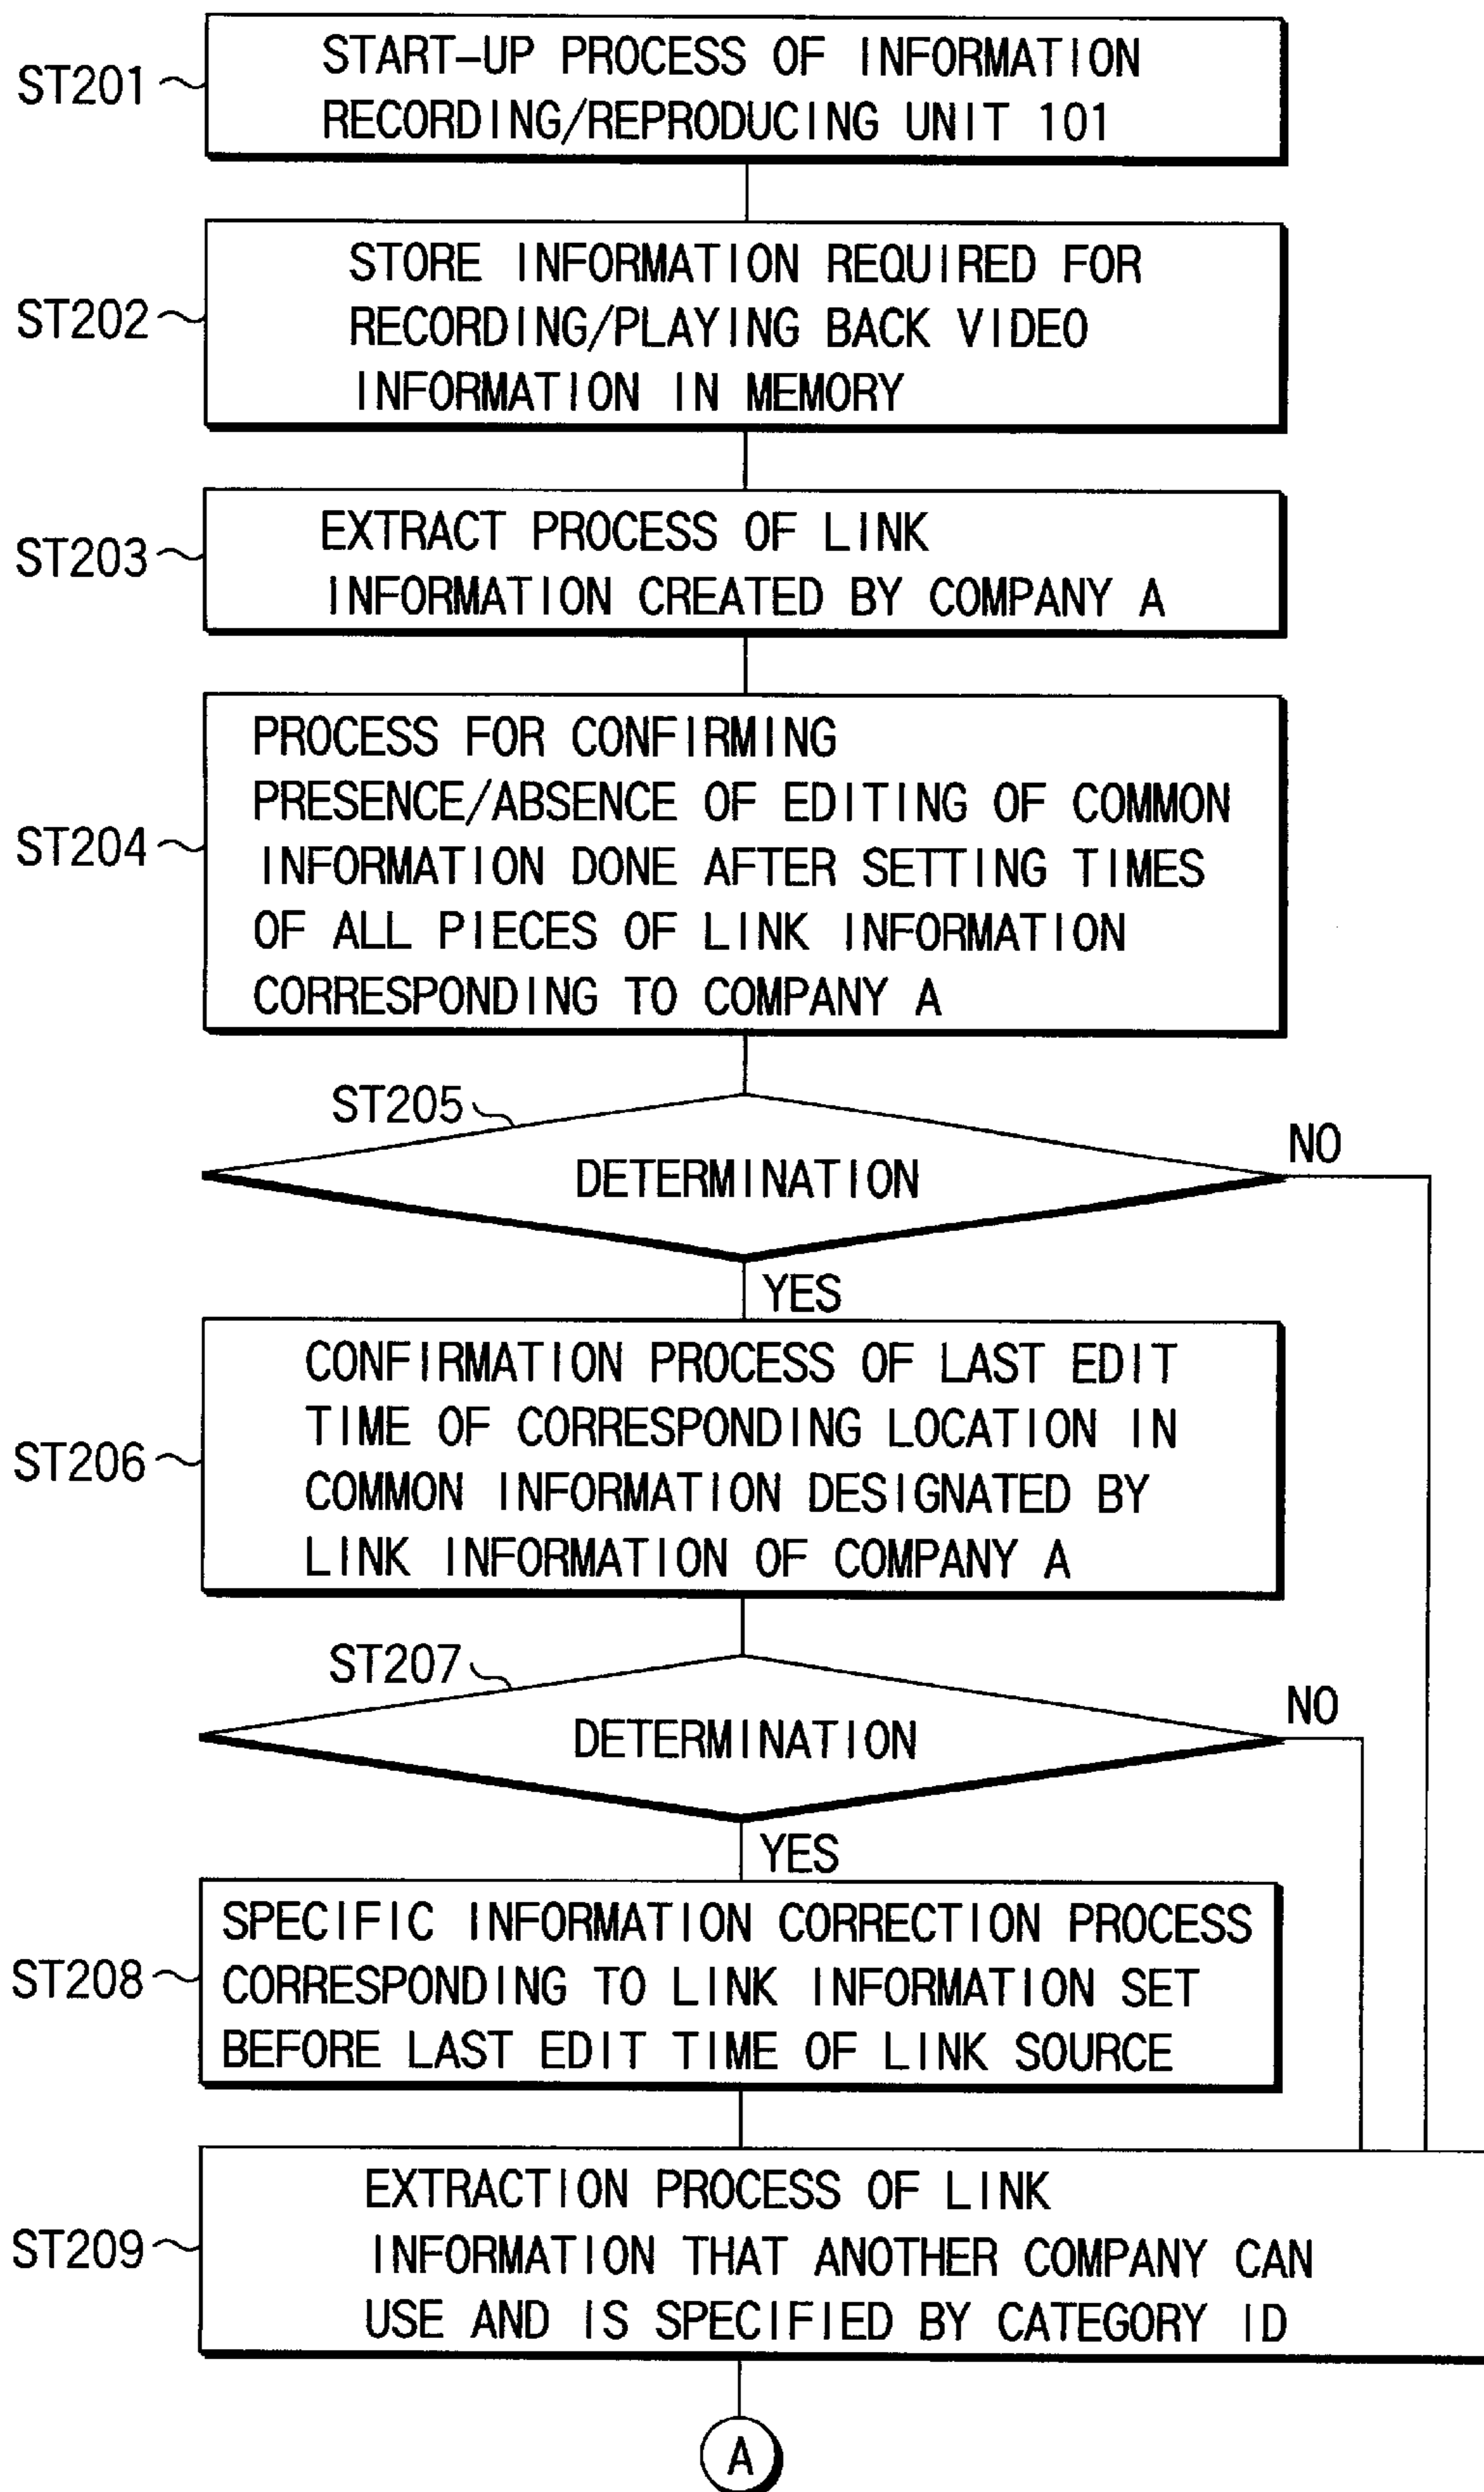 ST201
START-UP PROCESS OF INFORMATION
RECORDING/REPRODUCING UNIT 101
ST202
STORE INFORMATION REQUIRED FOR
RECORDING/PLAYING BACK VIDEO
INFORMATION IN MEMORY
ST203
EXTRACT PROCESS OF LINK
INFORMATION CREATED BY COMPANY A
ST204
PROCESS FOR CONFIRMING
PRESENCE/ABSENCE OF EDITING OF COMMON
INFORMATION DONE AFTER SETTING TIMES
OF ALL PIECES OF LINK INFORMATION
CORRESPONDING TO COMPANY A
ST205
DETERMINATION
NO
YES
ST206
CONFIRMATION PROCESS OF LAST EDIT
TIME OF CORRESPONDING LOCATION IN
COMMON INFORMATION DESIGNATED BY
LINK INFORMATION OF COMPANY A
ST207
DETERMINATION
NO
YES
ST208
SPECIFIC INFORMATION CORRECTION PROCESS
CORRESPONDING TO LINK INFORMATION SET
BEFORE LAST EDIT TIME OF LINK SOURCE
ST209
EXTRACTION PROCESS OF LINK
INFORMATION THAT ANOTHER COMPANY CAN
USE AND IS SPECIFIED BY CATEGORY ID
A